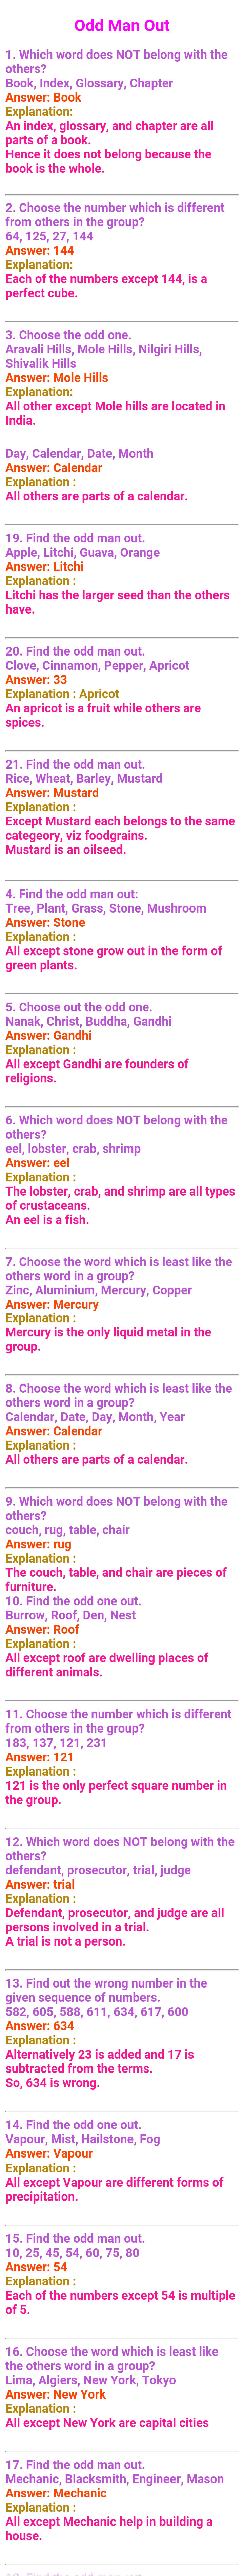 Odd Man Out
1. Which word does NOT belong with the
others?
Book, Index, Glossary, Chapter
Answer: Book
Explanation:
An index, glossary, and chapter are all
parts of a book.
Hence it does not belong because the
book is the whole.
2. Choose the number which is different
from others in the group?
64, 125, 27, 144
Answer: 144
Explanation:
Each of the numbers except 144, is a
perfect cube.
3. Choose the odd one.
Aravali Hills, Mole Hills, Nilgiri Hills,
Shivalik Hills
Answer: Mole Hills
Explanation:
All other except Mole hills are located in
India.
Day, Calendar, Date, Month
Answer: Calendar
Explanation :
All others are parts of a calendar.
19. Find the odd man out.
Apple, Litchi, Guava, Orange
Answer: Litchi
Explanation :
Litchi has the larger seed than the others
have.
20. Find the odd man out.
Clove, Cinnamon, Pepper, Apricot
Answer: 33
Explanation : Apricot
An apricot is a fruit while others are
spices.
21. Find the odd man out.
Rice, Wheat, Barley, Mustard
Answer: Mustard
Explanation :
Except Mustard each belongs to the same
categeory, viz foodgrains.
Mustard is an oilseed.
4. Find the odd man out:
Tree, Plant, Grass, Stone, Mushroom
Answer: Stone
Explanation :
All except stone grow out in the form of
green plants.
5. Choose out the odd one.
Nanak, Christ, Buddha, Gandhi
Answer: Gandhi
Explanation :
All except Gandhi are founders of
religions.
6. Which word does NOT belong with the
others?
eel, lobster, crab, shrimp
Answer: eel
Explanation :
The lobster, crab, and shrimp are all types
of crustaceans.
An eel is a fish.
7. Choose the word which is least like the
others word in a group?
Zinc, Aluminium, Mercury, Copper
Answer: Mercury
Explanation :
Mercury is the only liquid metal in the
group.
8. Choose the word which is least like the
others word in a group?
Calendar, Date, Day, Month, Year
Answer: Calendar
Explanation :
All others are parts of a calendar.
9. Which word does NOT belong with the
others?
couch, rug, table, chair
Answer: rug
Explanation :
The couch, table, and chair are pieces of
furniture.
10. Find the odd one out.
Burrow, Roof, Den, Nest
Answer: Roof
Explanation :
All except roof are dwelling places of
different animals.
11. Choose the number which is different
from others in the group?
183, 137, 121, 231
Answer: 121
Explanation :
121 is the only perfect square number in
the group.
12. Which word does NOT belong with the
others?
defendant, prosecutor, trial, judge
Answer: trial
Explanation :
Defendant, prosecutor, and judge are all
persons involved in a trial.
A trial is not a person.
13. Find out the wrong number in the
given sequence of numbers.
582, 605, 588, 611, 634, 617, 600
Answer: 634
Explanation :
Alternatively 23 is added and 17 is
subtracted from the terms.
So, 634 is wrong.
14. Find the odd one out.
Vapour, Mist, Hailstone, Fog
Answer: Vapour
Explanation :
All except Vapour are different forms of
precipitation.
15. Find the odd man out.
10, 25, 45, 54, 60, 75, 80
Answer: 54
Explanation :
Each of the numbers except 54 is multiple
of 5.
16. Choose the word which is least like
the others word in a group?
Lima, Algiers, New York, Tokyo
Answer: New York
Explanation :
All except New York are capital cities
17. Find the odd man out.
Mechanic, Blacksmith, Engineer, Mason
Answer: Mechanic
Explanation :
All except Mechanic help in building a
house.